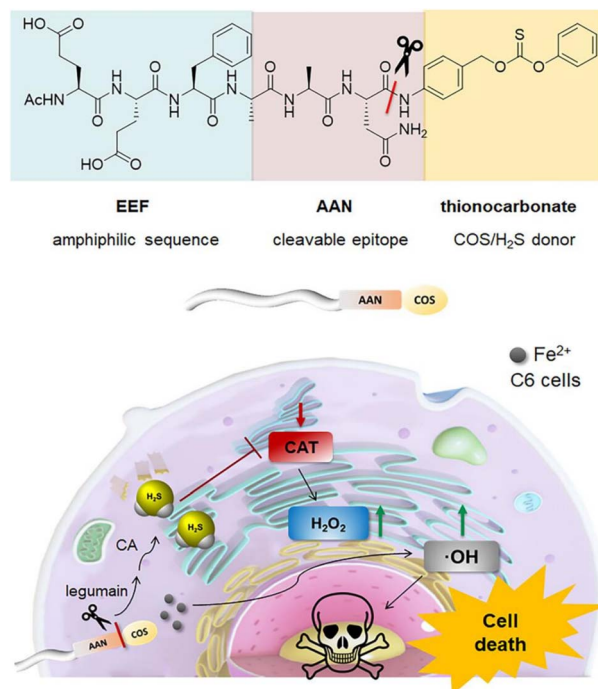 HO
O
S
O
H
N
O
H
N
O
O
O
O
AcHN
N
H
O
N
H
O
N
H
O
N
H
NH₂
HO
O
O
EEF
AAN
thionocarbonate
amphiphilic sequence
cleavable epitope
COS/H₂S donor
AAN
COS
Fe²⁺
C6 cells
CAT
H₂S
H₂S
H₂O₂
CA
·OH
legumain
AAN
COS
Cell
death